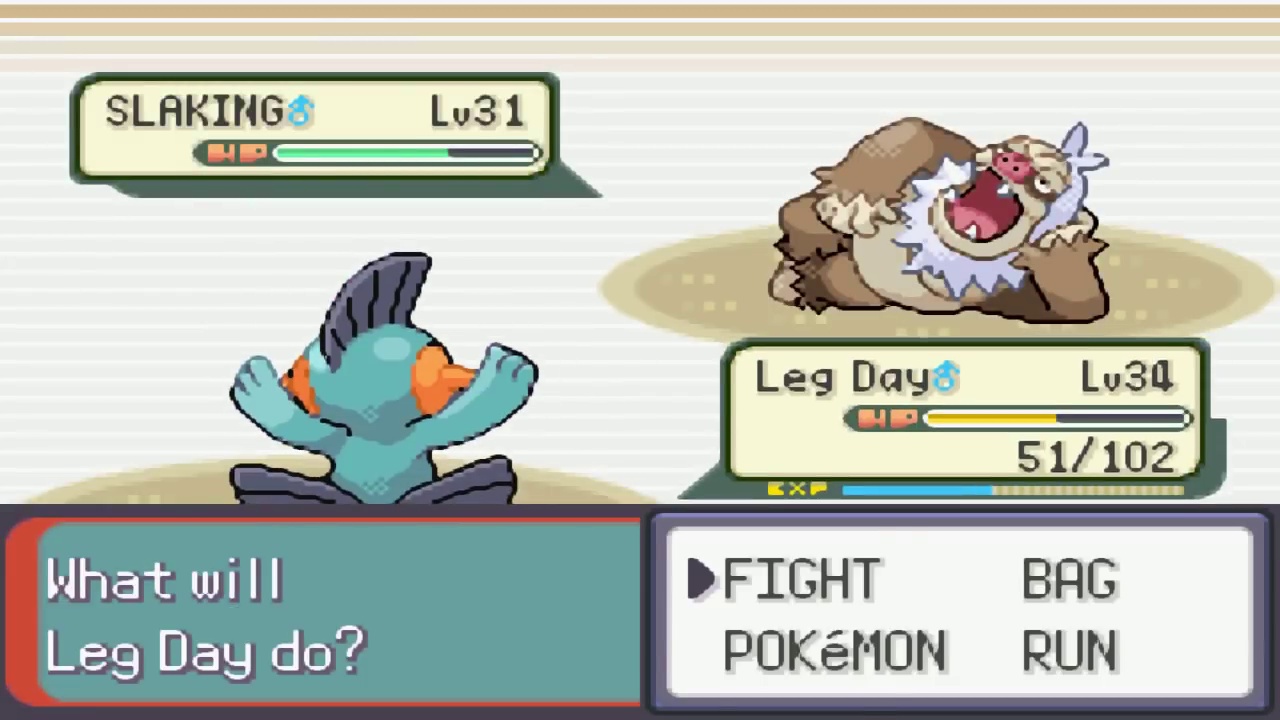 SLAKING♂ Lv31
HP
Leg Day♂ Lv34
HP
51/102
EXP
What will
Leg Day do?
▶FIGHT BAG
POKéMON RUN